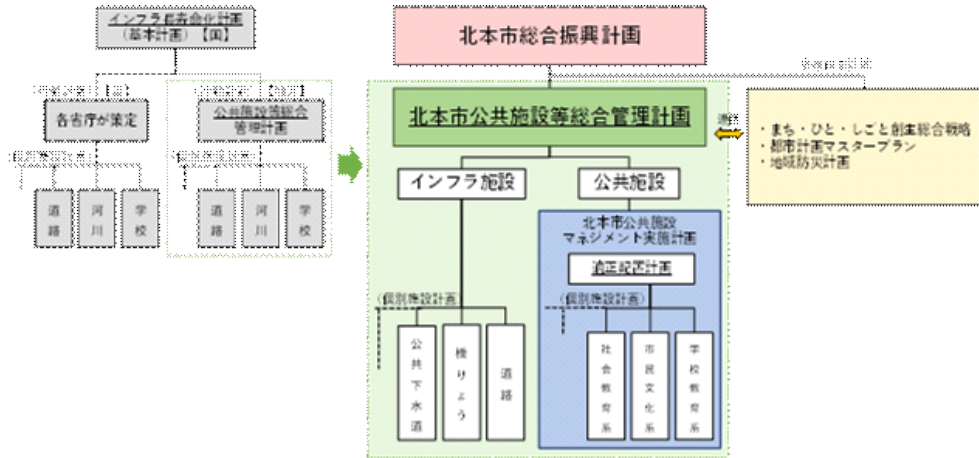 インフラ長寿命化計画
(基本計画)【国】
各省庁が策定
公共施設等総合
管理計画
道路
河川
学校
道路
河川
学校
北本市総合振興計画
北本市公共施設等総合管理計画
インフラ施設
公共施設
北本市公共施設
マネジメント実施計画
適正配置計画
(個別施設計画)
(個別施設計画)
公共下水道
橋りょう
道路
社会教育系
市民文化系
学校教育系
・まち・ひと・しごと創生総合戦略
・都市計画マスタープラン
・地域防災計画